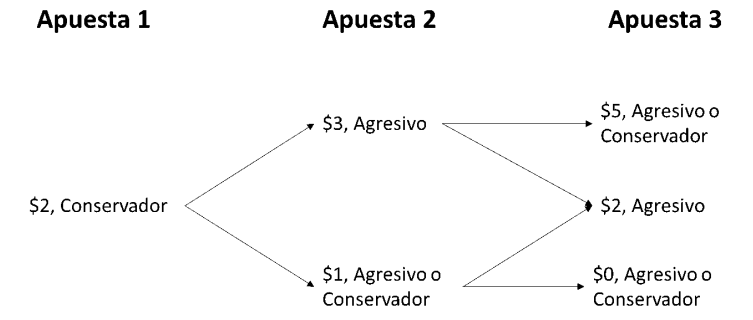 Apuesta 1
Apuesta 2
Apuesta 3
$2, Conservador
$3, Agresivo
$1, Agresivo o
Conservador
$5, Agresivo o
Conservador
$2, Agresivo
$0, Agresivo o
Conservador